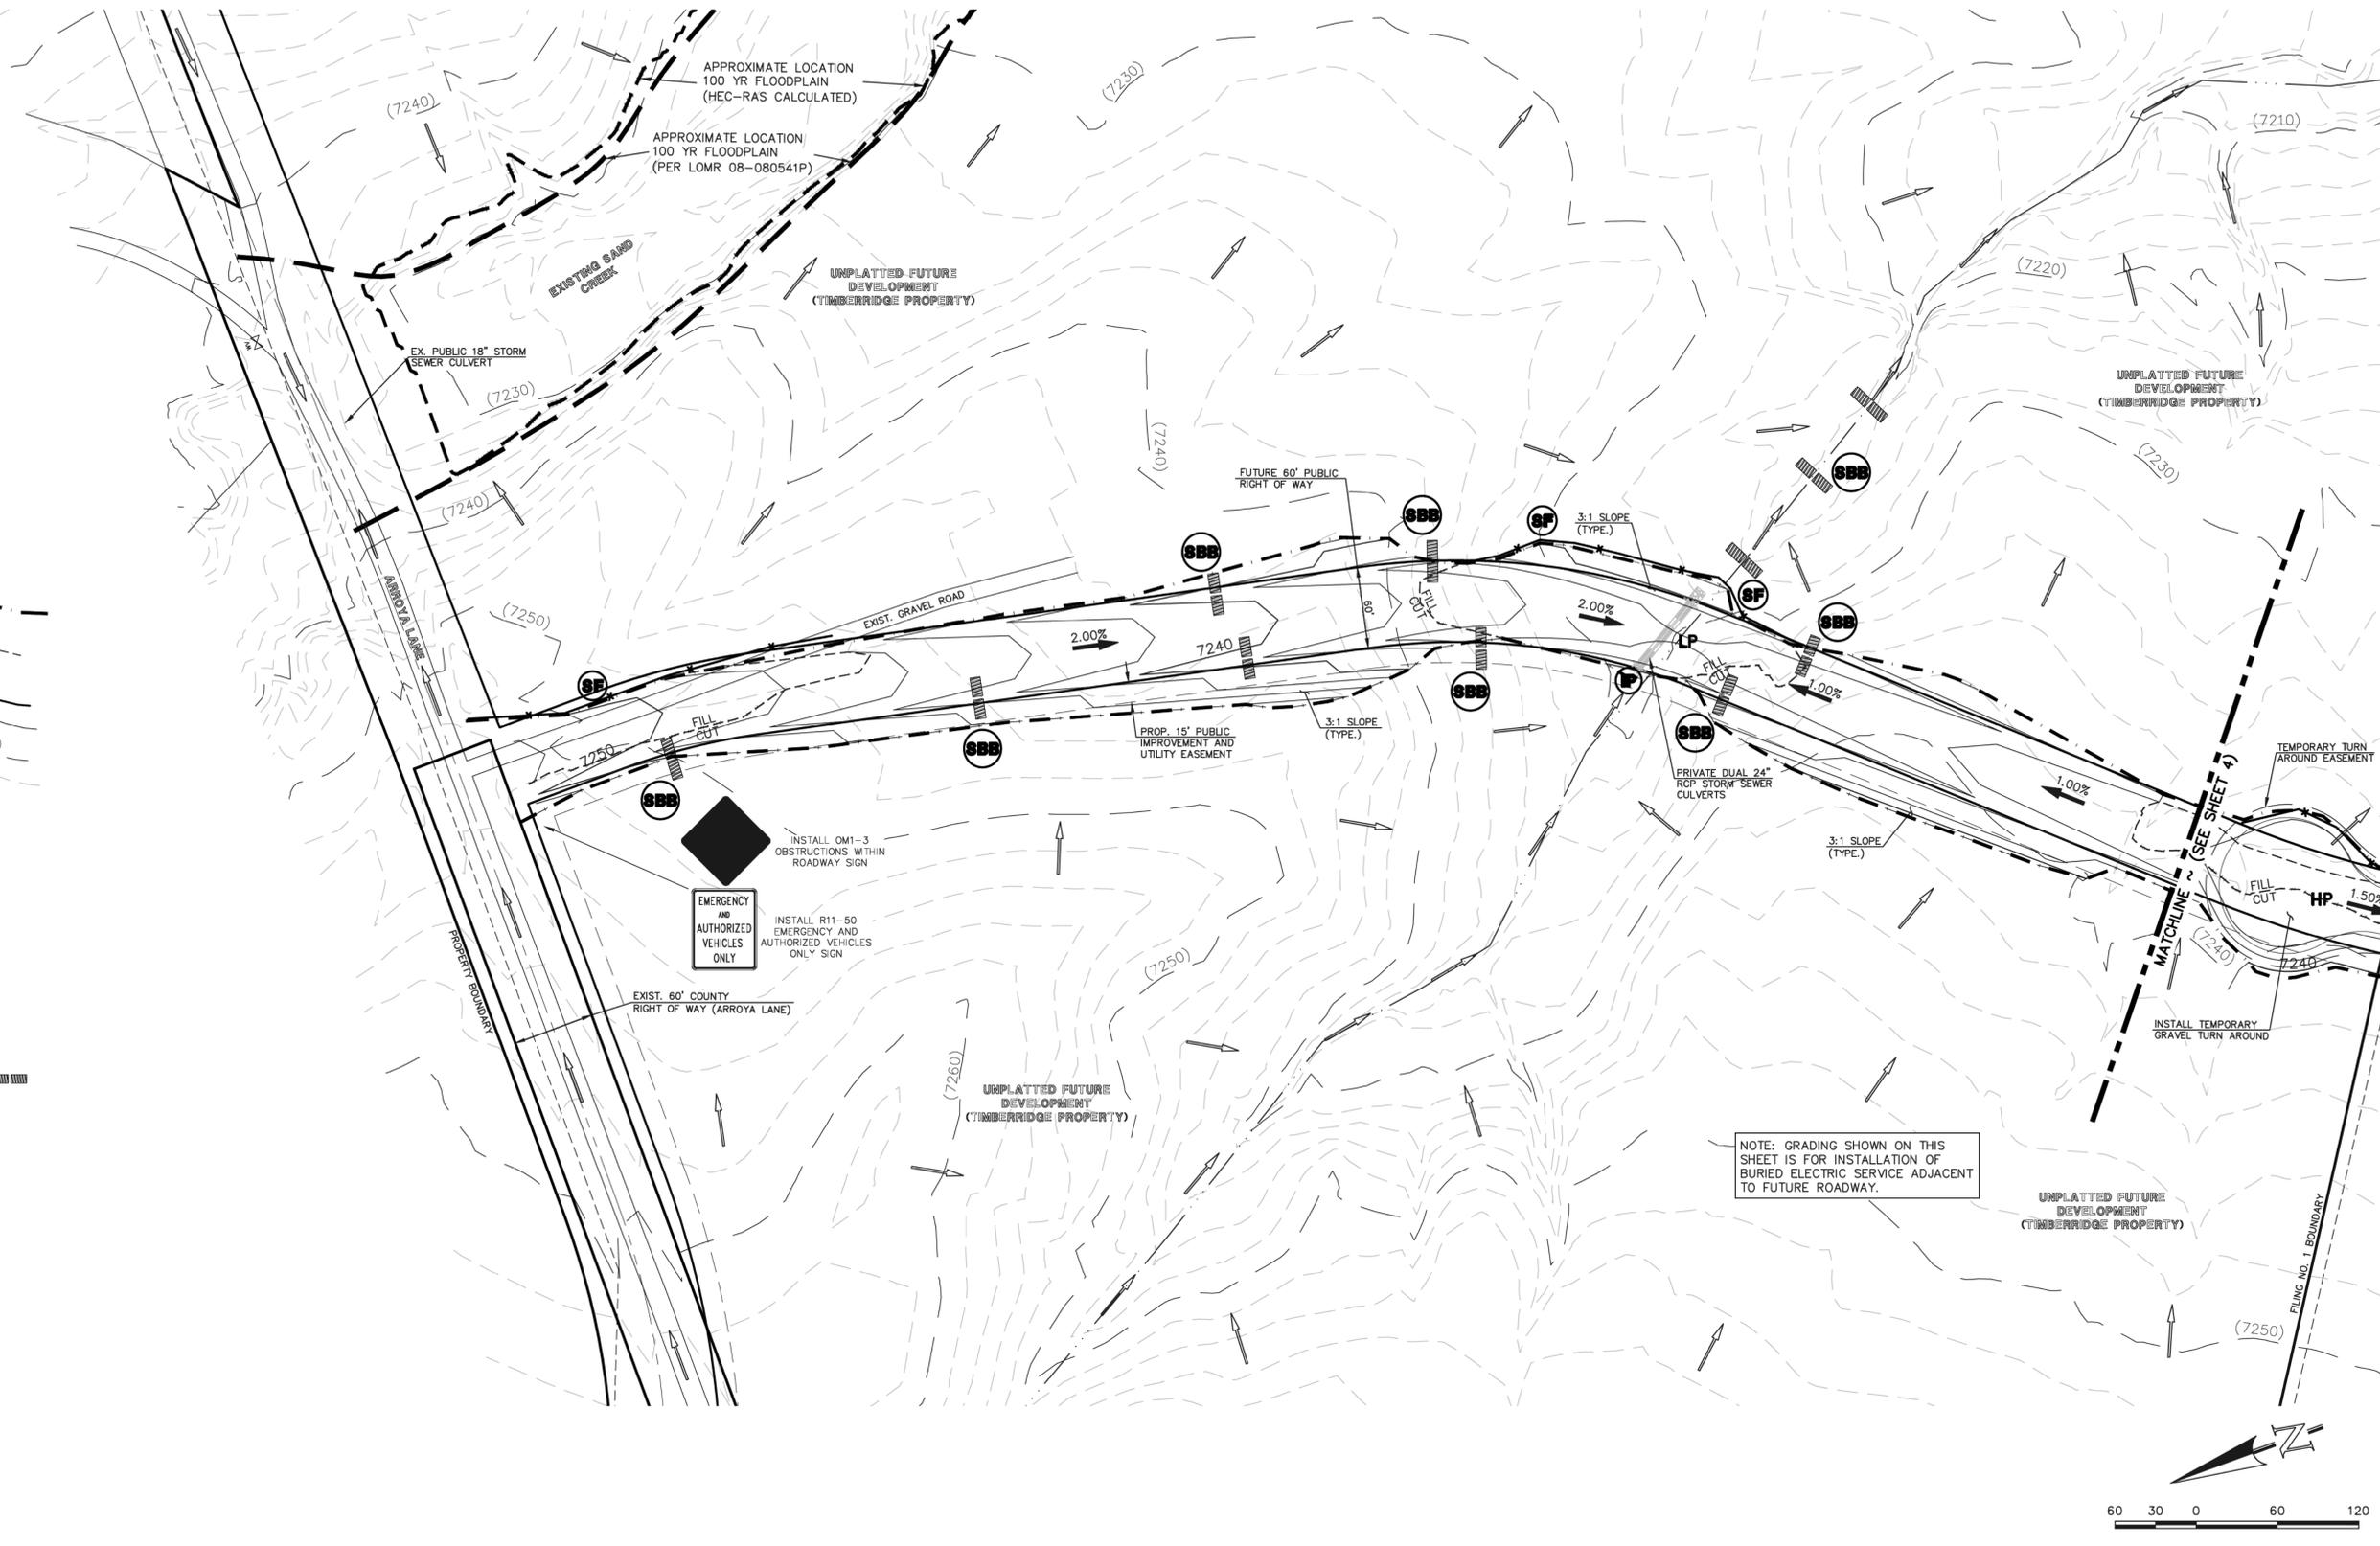 APPROXIMATE LOCATION
100 YR FLOODPLAIN
(HEC-RAS CALCULATED)
(7230)
(7240)
(7210)
APPROXIMATE LOCATION
100 YR FLOODPLAIN
(PER LOMR 08-080541P)
EXISTING SAND
CREEK
UNPLATTED FUTURE
DEVELOPMENT
(TIMBERRIDGE PROPERTY)
(7220)
EX. PUBLIC 18" STORM
SEWER CULVERT
(7230)
UNPLATTED FUTURE
DEVELOPMENT
(TIMBERRIDGE PROPERTY)
(7240)
(7230)
FUTURE 60' PUBLIC
RIGHT OF WAY
SBB
(7240)
SBB
SF
3:1 SLOPE
(TYPE.)
SBB
ARROYA LANE
(7250)
EXIST. GRAVEL ROAD
60'
FILL
CUT
2.00%
SF
SBB
2.00%
7240
LP
SF
FILL
CUT
IP
1.00%
SBB
FILL
CUT
7250
SBB
PROP. 15' PUBLIC
IMPROVEMENT AND
UTILITY EASEMENT
3:1 SLOPE
(TYPE.)
SBB
PRIVATE DUAL 24"
RCP STORM SEWER
CULVERTS
1.00%
TEMPORARY TURN
AROUND EASEMENT
SBB
INSTALL OM1-3
OBSTRUCTIONS WITHIN
ROADWAY SIGN
3:1 SLOPE
(TYPE.)
MATCHLINE ~ (SEE SHEET 4)
FILL
CUT
HP
1.50%
EMERGENCY
AND
AUTHORIZED
VEHICLES
ONLY
INSTALL R11-50
EMERGENCY AND
AUTHORIZED VEHICLES
ONLY SIGN
(7240)
7240
PROPERTY BOUNDARY
(7250)
EXIST. 60' COUNTY
RIGHT OF WAY (ARROYA LANE)
INSTALL TEMPORARY
GRAVEL TURN AROUND
(7260)
UNPLATTED FUTURE
DEVELOPMENT
(TIMBERRIDGE PROPERTY)
NOTE: GRADING SHOWN ON THIS
SHEET IS FOR INSTALLATION OF
BURIED ELECTRIC SERVICE ADJACENT
TO FUTURE ROADWAY.
UNPLATTED FUTURE
DEVELOPMENT
(TIMBERRIDGE PROPERTY)
FILING NO. 1 BOUNDARY
(7250)
N
60 30 0 60 120